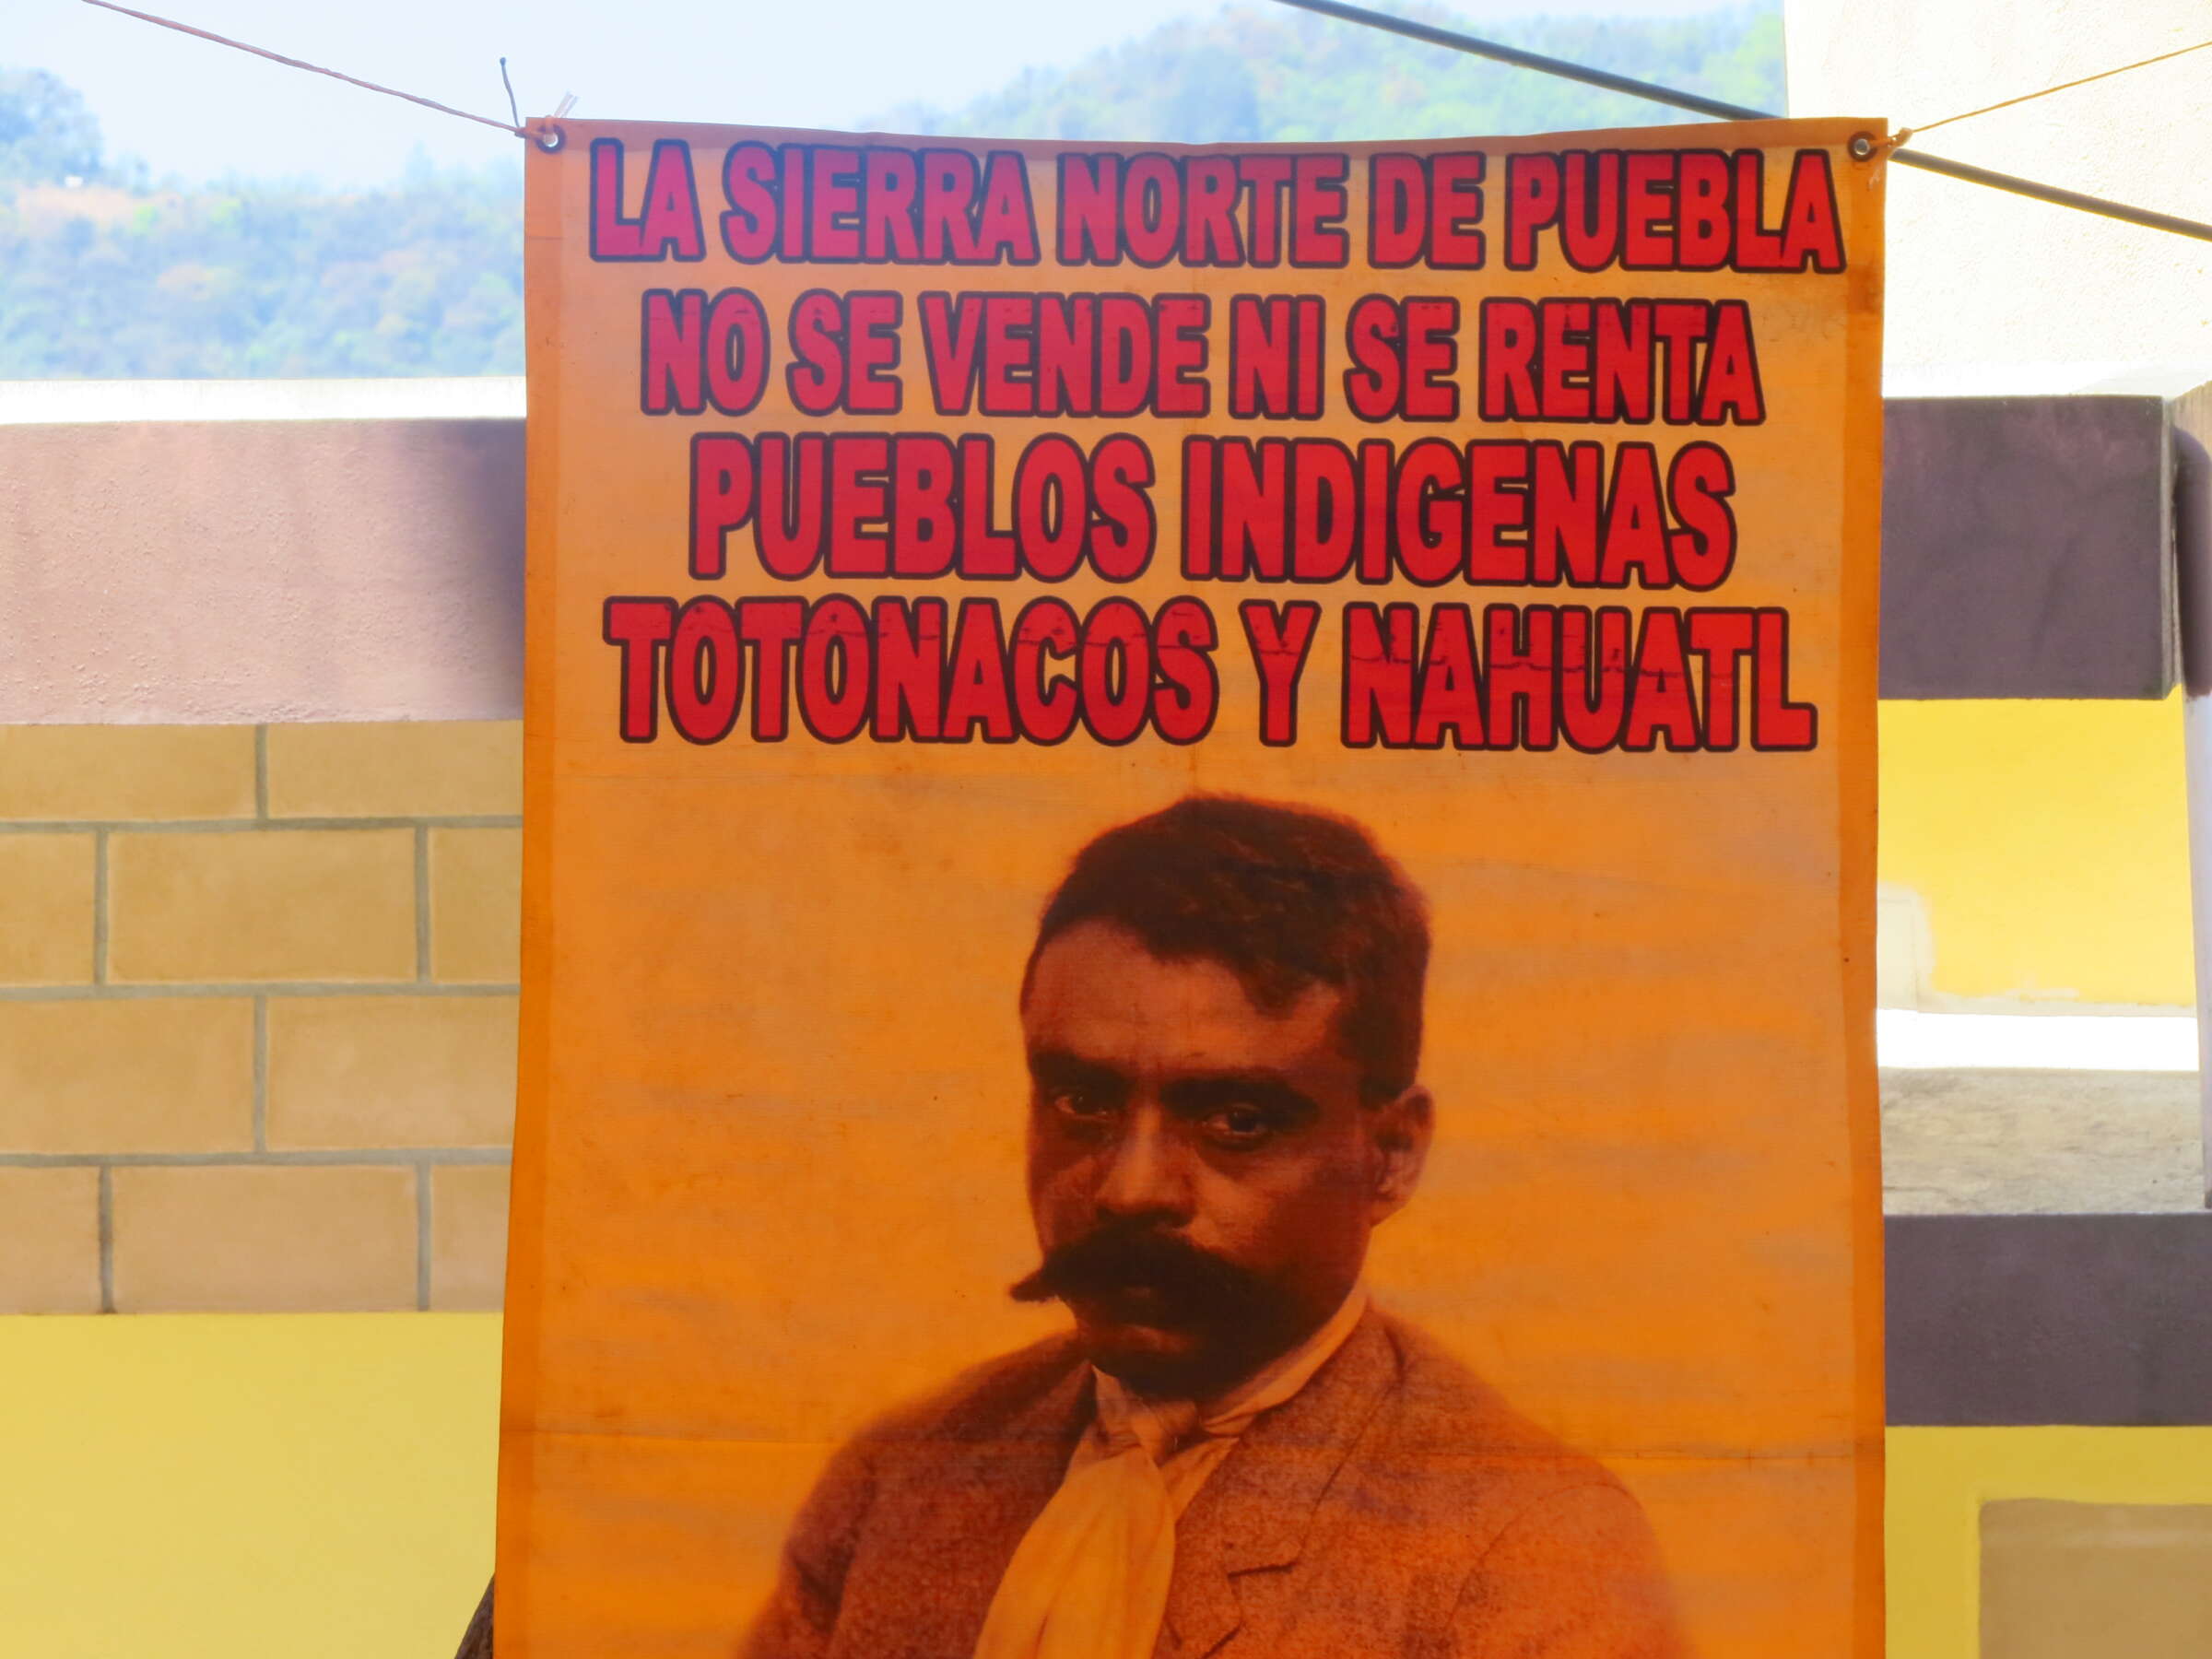 LA SIERRA NORTE DE PUEBLA
NO SE VENDE NI SE RENTA
PUEBLOS INDIGENAS
TOTONACOS Y NAHUATL